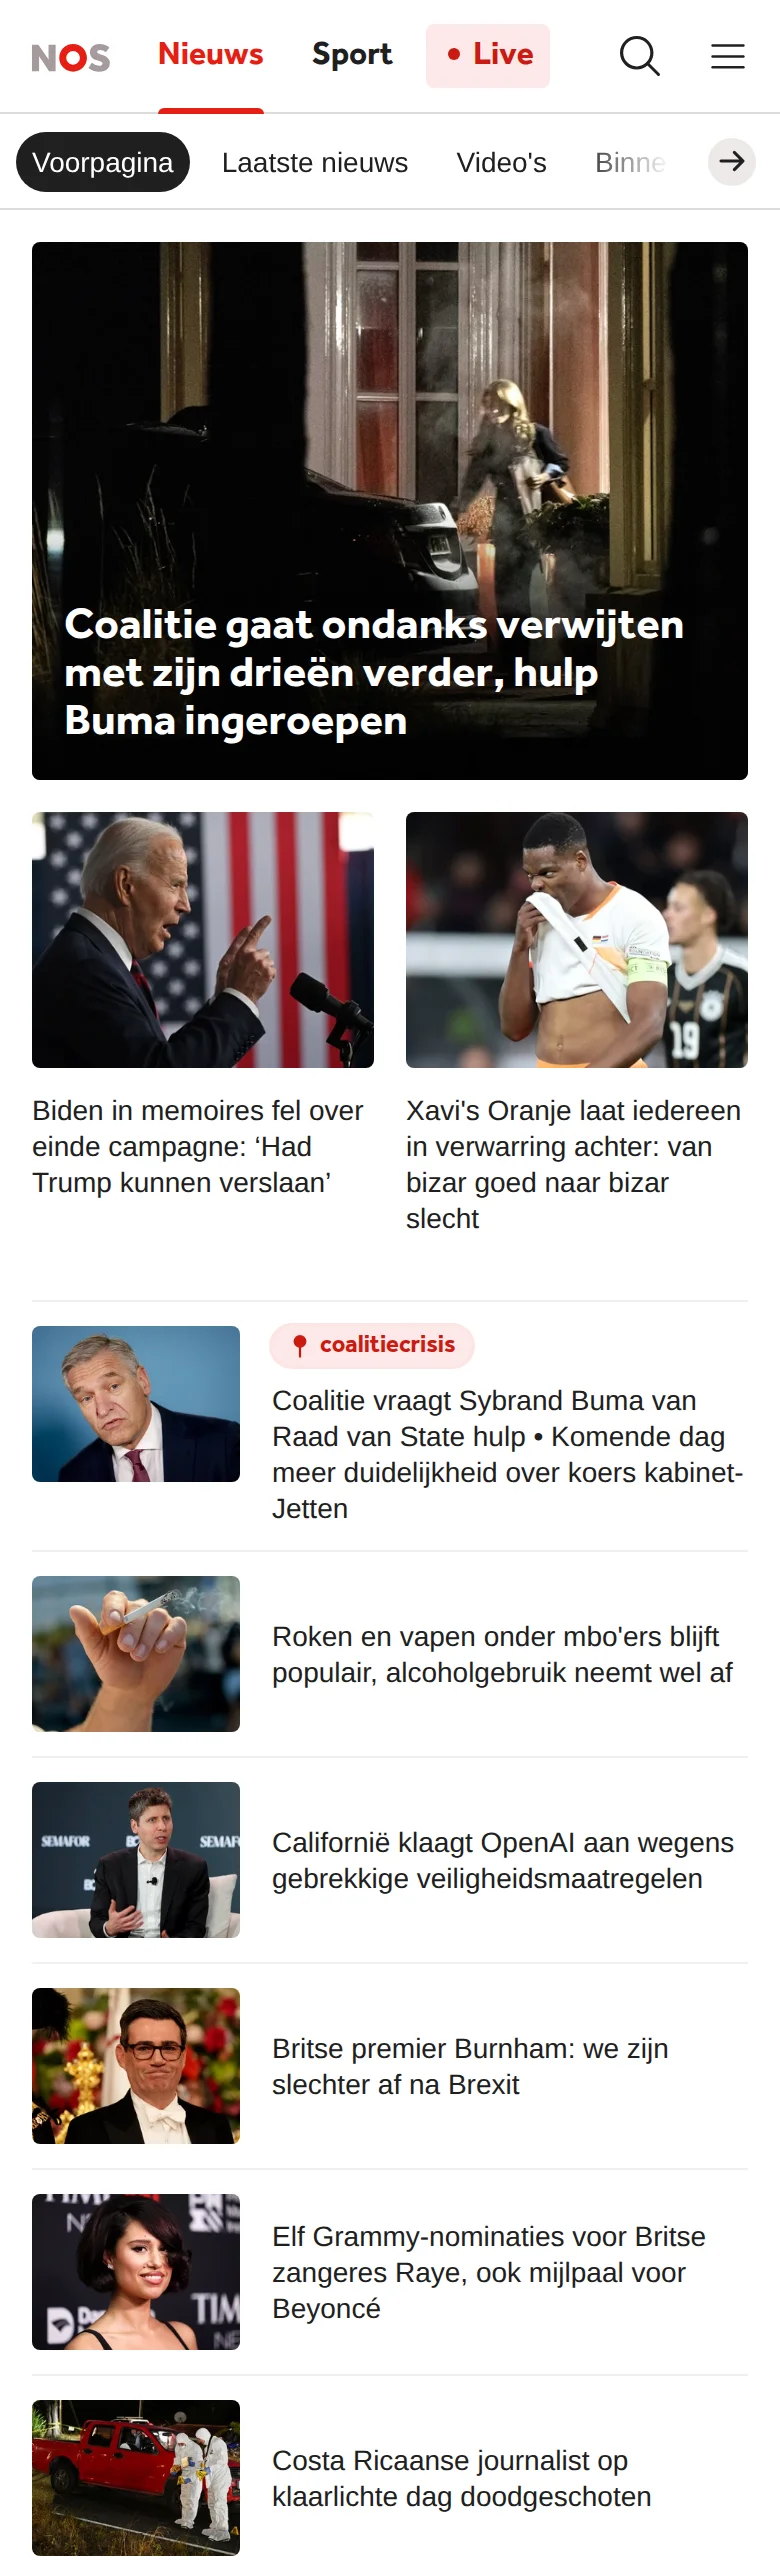 NOS
Nieuws
Sport
Live
Voorpagina
Laatste nieuws
Video's
Binne
Coalitie gaat ondanks verwijten
met zijn drieën verder, hulp
Buma ingeroepen
19
Biden in memoires fel over
einde campagne: ‘Had
Trump kunnen verslaan’
Xavi's Oranje laat iedereen
in verwarring achter: van
bizar goed naar bizar
slecht
coalitiecrisis
Coalitie vraagt Sybrand Buma van
Raad van State hulp • Komende dag
meer duidelijkheid over koers kabinet-
Jetten
Roken en vapen onder mbo'ers blijft
populair, alcoholgebruik neemt wel af
SEMAFOR
SEMAFO
Californië klaagt OpenAI aan wegens
gebrekkige veiligheidsmaatregelen
Britse premier Burnham: we zijn
slechter af na Brexit
TIM
Elf Grammy-nominaties voor Britse
zangeres Raye, ook mijlpaal voor
Beyoncé
Costa Ricaanse journalist op
klaarlichte dag doodgeschoten